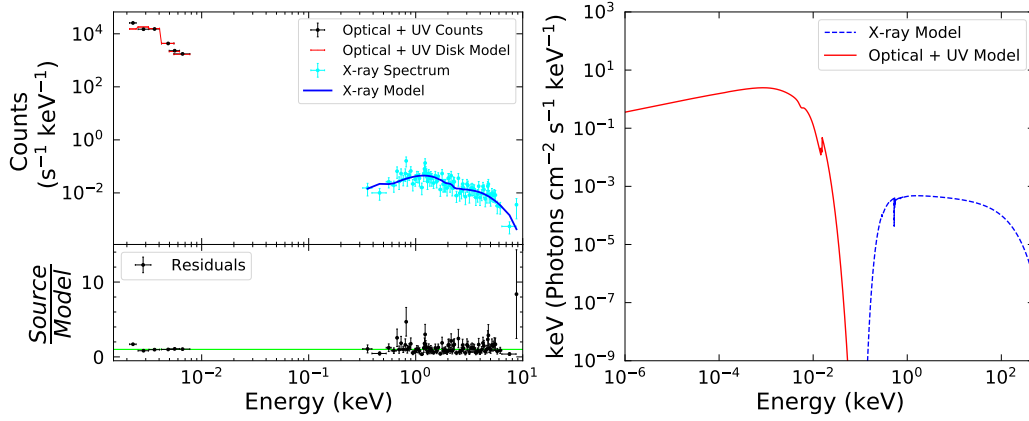 10⁴
10²
10⁰
10⁻²
Counts
(s⁻¹ keV⁻¹)
Optical + UV Counts
Optical + UV Disk Model
X-ray Spectrum
X-ray Model
10
0
Source
Model
Residuals
10⁻²
10⁻¹
10⁰
10¹
Energy (keV)
10³
10¹
10⁻¹
10⁻³
10⁻⁵
10⁻⁷
10⁻⁹
keV (Photons cm⁻² s⁻¹ keV⁻¹)
X-ray Model
Optical + UV Model
10⁻⁶
10⁻⁴
10⁻²
10⁰
10²
Energy (keV)